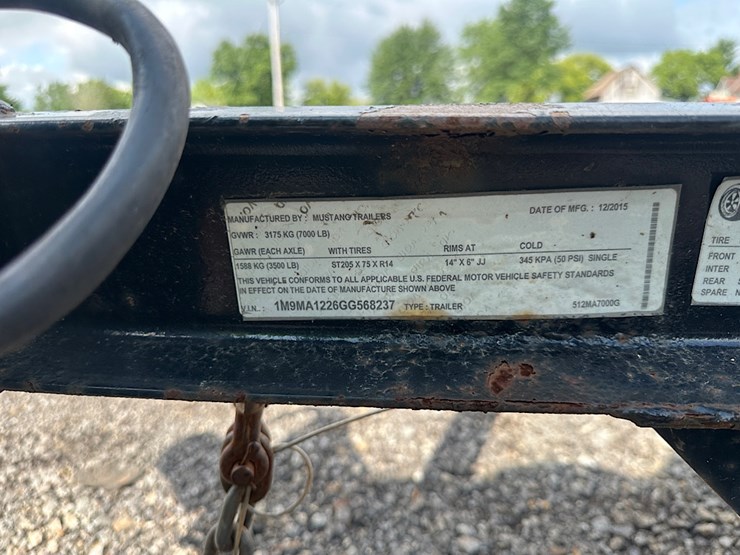 MANUFACTURED BY : MUSTANG TRAILERS DATE OF MFG. : 12/2015
GVWR : 3175 KG (7000 LB)
GAWR (EACH AXLE) WITH TIRES RIMS AT COLD
1588 KG (3500 LB) ST205 X 75 X R14 14" X 6" JJ 345 KPA (50 PSI) SINGLE
THIS VEHICLE CONFORMS TO ALL APPLICABLE U.S. FEDERAL MOTOR VEHICLE SAFETY STANDARDS
IN EFFECT ON THE DATE OF MANUFACTURE SHOWN ABOVE
V.I.N. : 1M9MA1226GG568237 TYPE : TRAILER 512MA7000G
TIRE
FRONT
INTER
REAR
SPARE